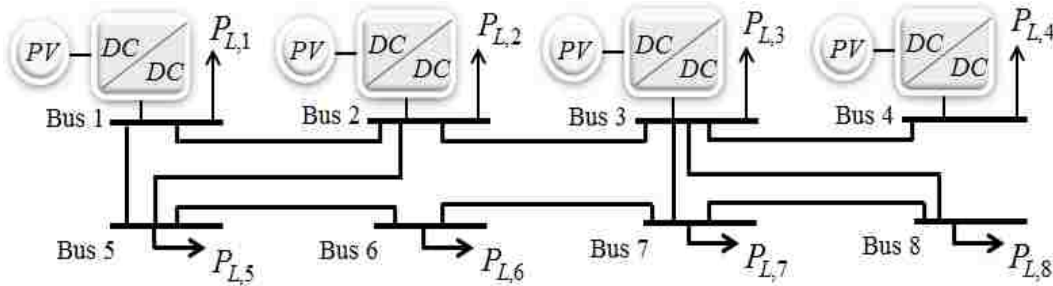 PV DC DC P_{L,1} PV DC DC P_{L,2} PV DC DC P_{L,3} PV DC DC P_{L,4}
Bus 1 Bus 2 Bus 3 Bus 4
Bus 5 P_{L,5} Bus 6 P_{L,6} Bus 7 P_{L,7} Bus 8 P_{L,8}